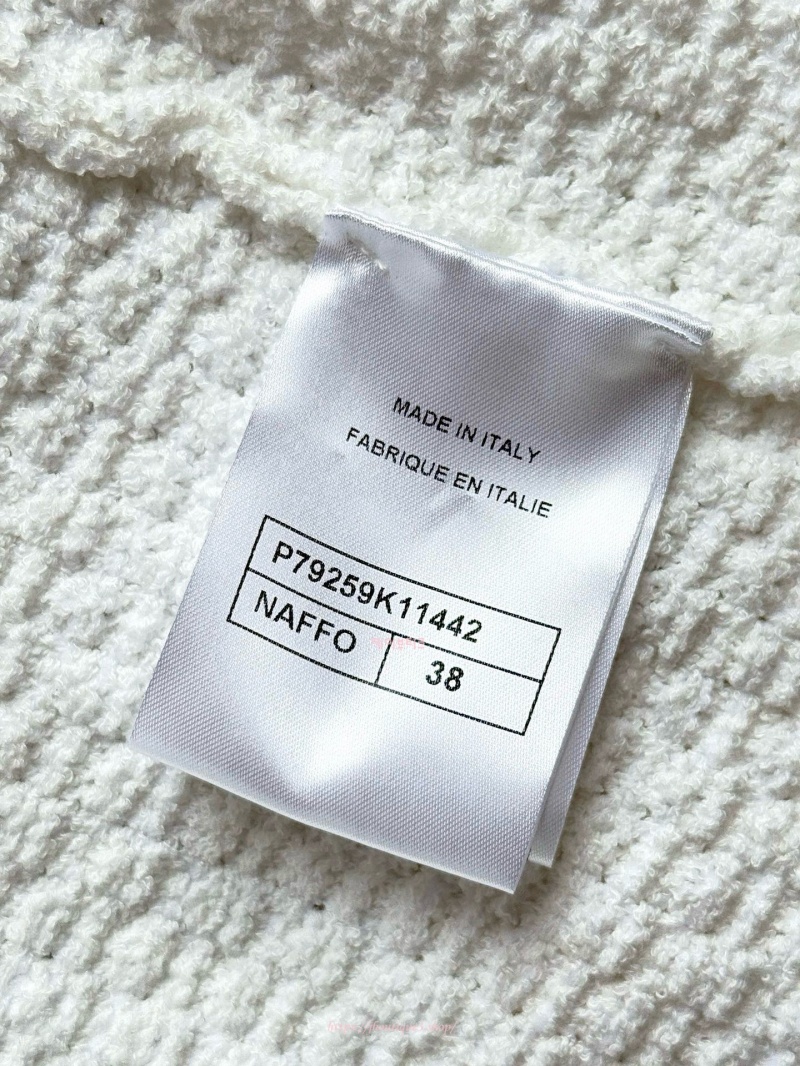 MADE IN ITALY
FABRIQUE EN ITALIE
P79259K11442
NAFFO 38